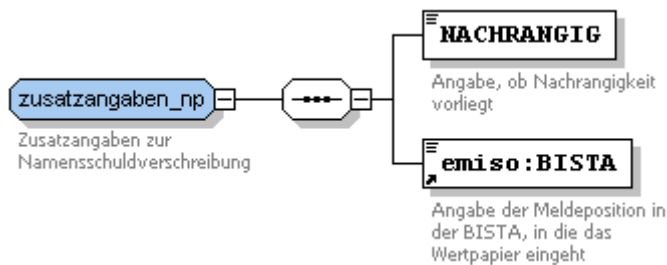 NACHRANGIG
Angabe, ob Nachrangigkeit
vorliegt
zusatzangaben_np
Zusatzangaben zur
Namensschuldverschreibung
emiso:BISTA
Angabe der Meldeposition in
der BISTA, in die das
Wertpapier eingeht